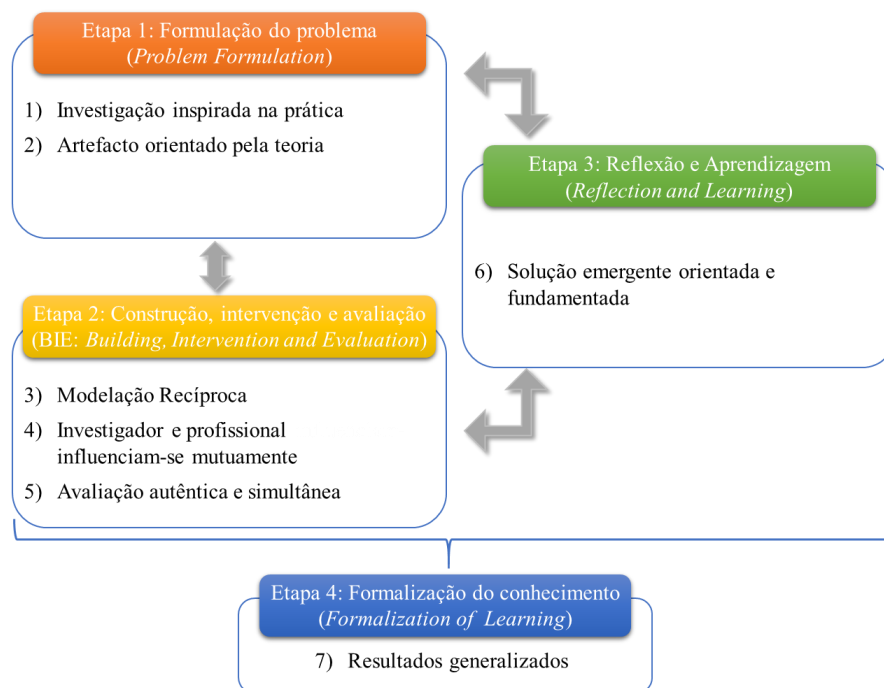 Etapa 1: Formulação do problema
(Problem Formulation)
1) Investigação inspirada na prática
2) Artefacto orientado pela teoria
Etapa 3: Reflexão e Aprendizagem
(Reflection and Learning)
6) Solução emergente orientada e
fundamentada
Etapa 2: Construção, intervenção e avaliação
(BIE: Building, Intervention and Evaluation)
3) Modelação Recíproca
4) Investigador e profissional
influenciam-se mutuamente
5) Avaliação autêntica e simultânea
Etapa 4: Formalização do conhecimento
(Formalization of Learning)
7) Resultados generalizados